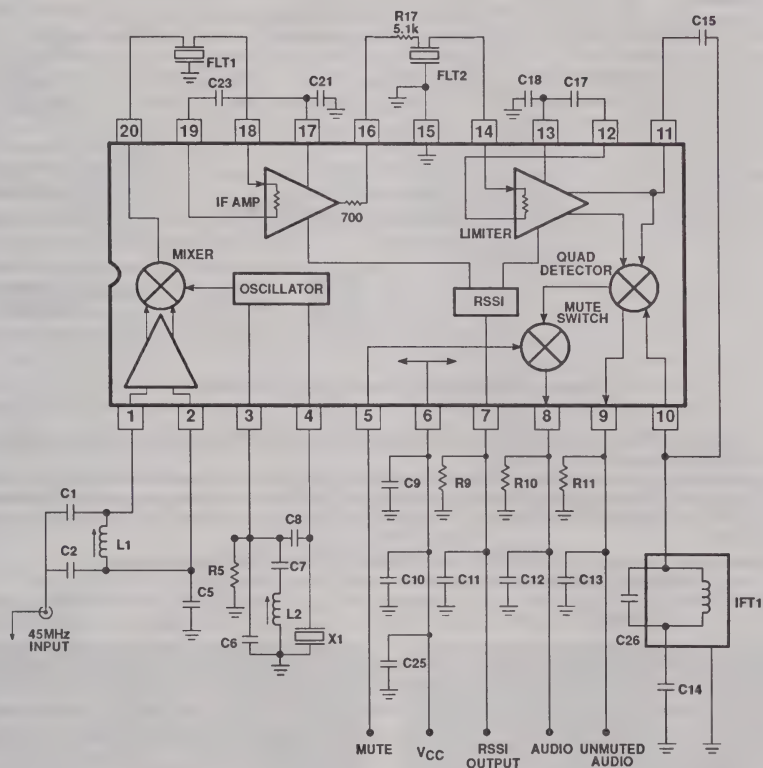 R17
5.1k
C15
FLT1
FLT2
C23
C21
C18
C17
20
19
18
17
16
15
14
13
12
11
IF AMP
700
LIMITER
MIXER
OSCILLATOR
RSSI
QUAD
DETECTOR
MUTE
SWITCH
1
2
3
4
5
6
7
8
9
10
C1
L1
C2
C5
45MHz
INPUT
R5
C6
C8
C7
L2
X1
C9
R9
R10
R11
C10
C11
C12
C13
C25
C26
IFT1
C14
MUTE
VCC
RSSI
OUTPUT
AUDIO
UNMUTED
AUDIO